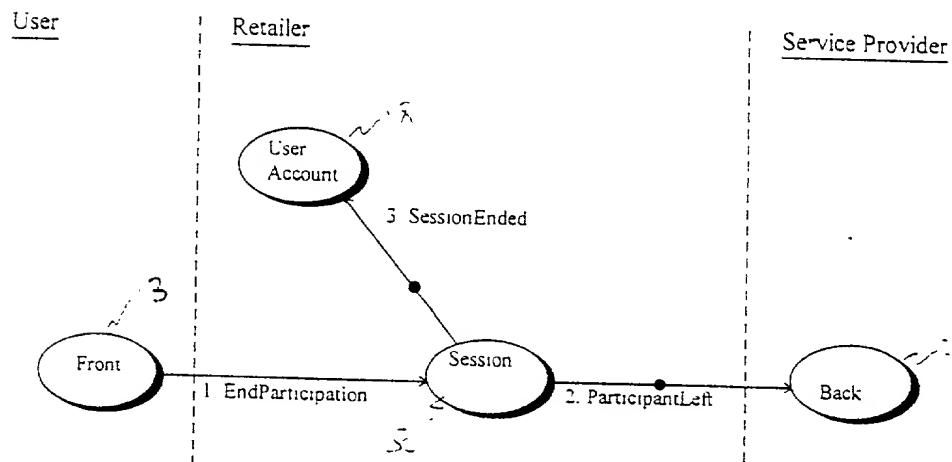 User
Retailer
Service Provider
User
Account
3 SessionEnded
3
Front
Session
1 EndParticipation
2. ParticipantLeft
Back